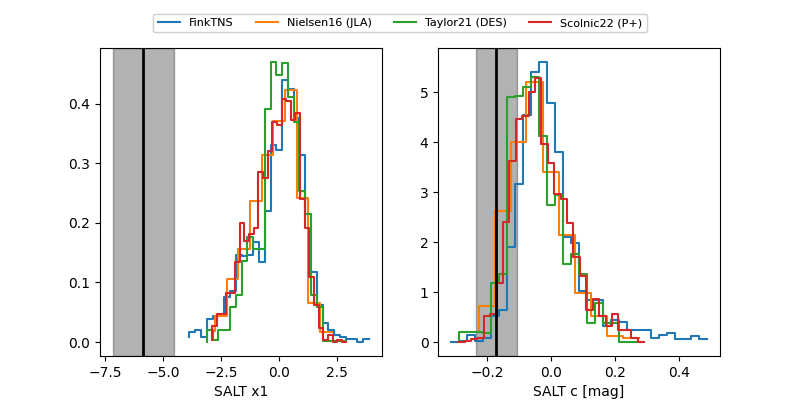 FinkTNS Nielsen16 (JLA) Taylor21 (DES) Scolnic22 (P+)
0.4
0.3
0.2
0.1
0.0
−7.5 −5.0 −2.5 0.0 2.5
SALT x1
5
4
3
2
1
0
−0.2 0.0 0.2 0.4
SALT c [mag]